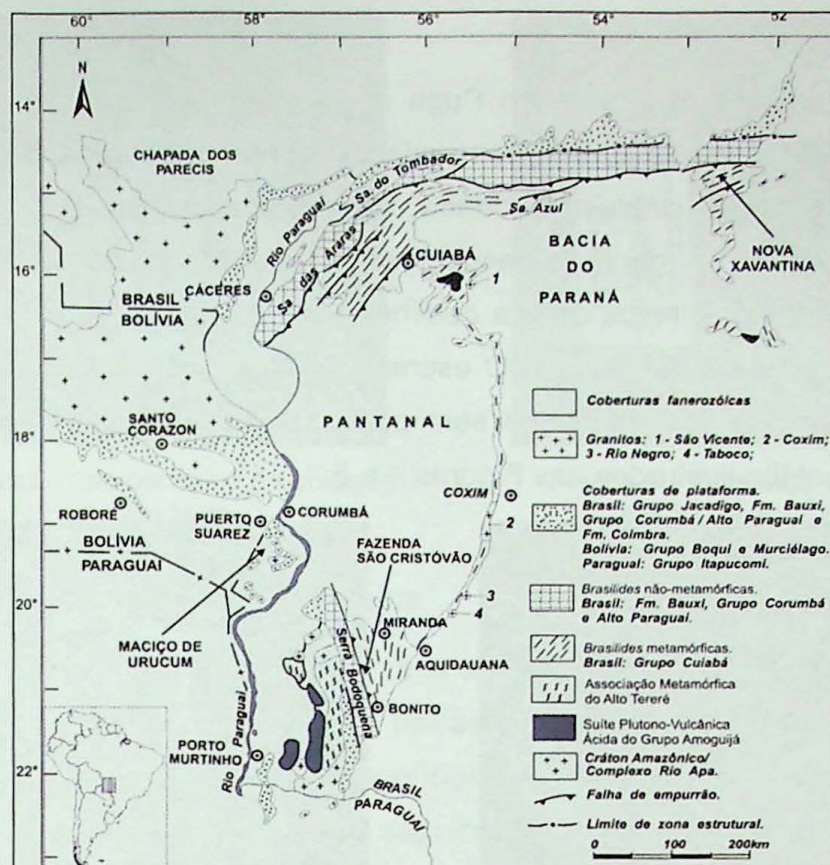 60° 58° 56° 54° 52
N
14°
16°
18°
20°
22°
CHAPADA DOS
PARECIS
Rio Paraguai
Sa. do Tombador
Sa. das Araras
Sa. Azul
CUIABÁ
1
BACIA
DO
PARANÁ
NOVA
XAVANTINA
CÁCERES
BRASIL
BOLÍVIA
SANTO
CORAZON
PANTANAL
ROBORÉ
PUERTO
SUAREZ
CORUMBÁ
COXIM
2
BOLÍVIA
PARAGUAI
FAZENDA
SÃO CRISTÓVÃO
3
4
MACIÇO DE
URUCUM
MIRANDA
AQUIDAUANA
Serra Bodoquena
BONITO
PORTO
MURTINHO
Rio Paraguai
BRASIL
PARAGUAI
Coberturas fanerozóicas
Granitos: 1 - São Vicente; 2 - Coxim;
3 - Rio Negro; 4 - Taboco;
Coberturas de plataforma.
Brasil: Grupo Jacadigo, Fm. Bauxi,
Grupo Corumbá/Alto Paraguai e
Fm. Coimbra.
Bolívia: Grupo Boqui e Murciélago.
Paraguai: Grupo Itapucomi.
Brasilides não-metamórficas.
Brasil: Fm. Bauxi, Grupo Corumbá
e Alto Paraguai.
Brasilides metamórficas.
Brasil: Grupo Cuiabá
Associação Metamórfica
do Alto Tereré
Suíte Plutono-Vulcânica
Ácida do Grupo Amoguijá
Cráton Amazônico/
Complexo Rio Apa.
Falha de empurrão.
Limite de zona estrutural.
0 100 200km